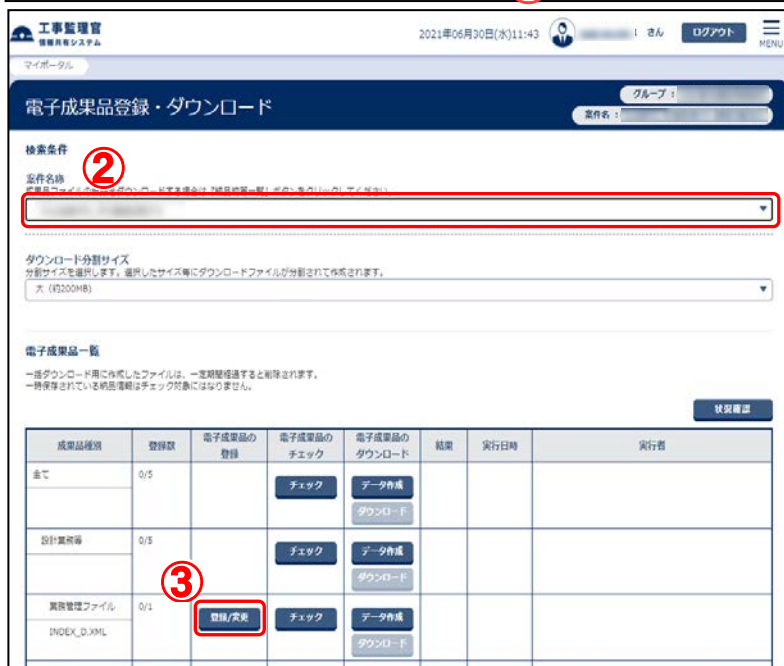 工事監理官
情報共有システム
2021年06月30日(水)11:43
さん
ログアウト
MENU
マイポータル
電子成果品登録・ダウンロード
グループ：
案件名：
検索条件
②
案件名称
大（約200MB）
ダウンロード分割サイズ
分割サイズを選択します。選択したサイズ毎にダウンロードファイルが分割されて作成されます。
電子成果品一覧
一括ダウンロード用に作成したファイルは、一定期間経過すると削除されます。
一時保存されている納品情報はチェック対象にはなりません。
状況確認
成果品種別 登録数 電子成果品の登録 電子成果品のチェック 電子成果品のダウンロード 結果 実行日時 実行者
全て 0/5 チェック データ作成
ダウンロード
設計業務等 0/5 チェック データ作成
ダウンロード
③
業務管理ファイル 0/1 登録/変更 チェック データ作成
INDEX_D.XML ダウンロード